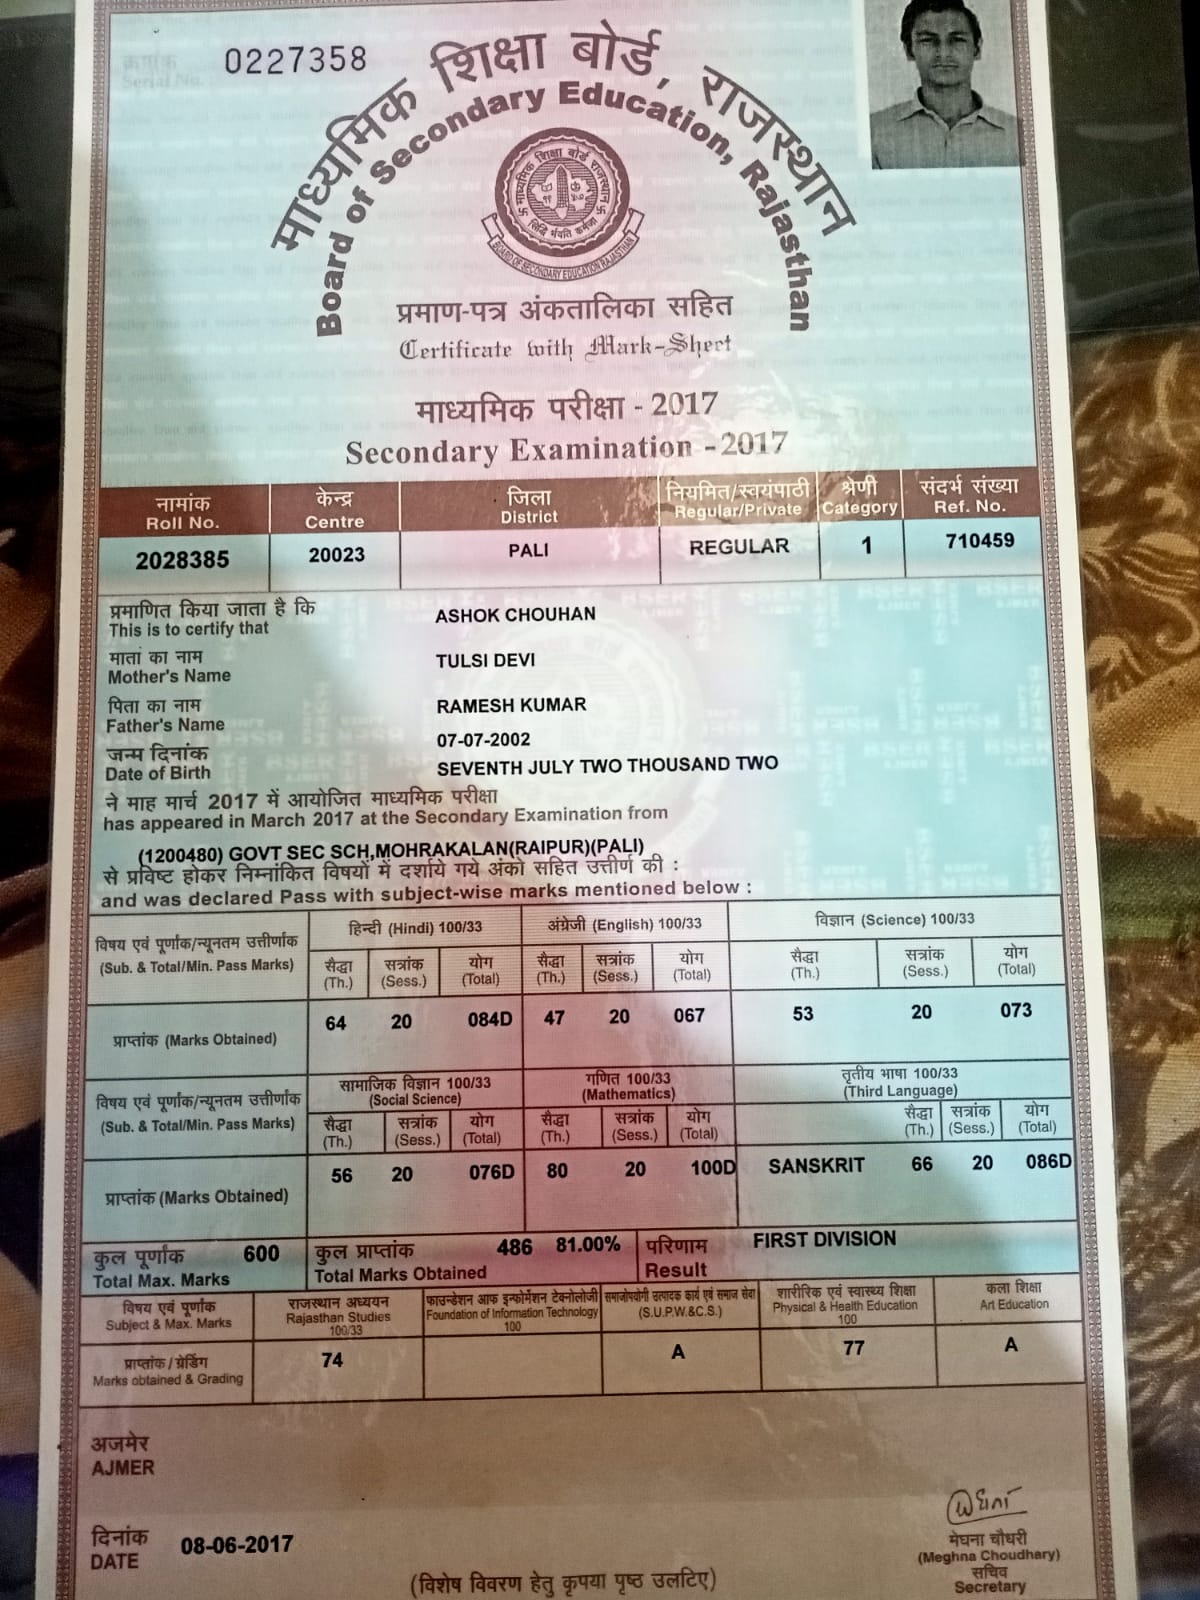 क्रमांक
Serial No. 0227358
माध्यमिक शिक्षा बोर्ड, राजस्थान
Board of Secondary Education, Rajasthan
माध्यमिक शिक्षा बोर्ड राजस्थान
सिद्धि र्भवति कर्मजा
BOARD OF SECONDARY EDUCATION RAJASTHAN
प्रमाण-पत्र अंकतालिका सहित
Certificate with Mark-Sheet
माध्यमिक परीक्षा - 2017
Secondary Examination - 2017
नामांक केन्द्र जिला नियमित/स्वयंपाठी श्रेणी संदर्भ संख्या
Roll No. Centre District Regular/Private Category Ref. No.
2028385 20023 PALI REGULAR 1 710459
प्रमाणित किया जाता है कि
This is to certify that ASHOK CHOUHAN
माता का नाम
Mother's Name TULSI DEVI
पिता का नाम
Father's Name RAMESH KUMAR
जन्म दिनांक 07-07-2002
Date of Birth SEVENTH JULY TWO THOUSAND TWO
ने माह मार्च 2017 में आयोजित माध्यमिक परीक्षा
has appeared in March 2017 at the Secondary Examination from
(1200480) GOVT SEC SCH,MOHRAKALAN(RAIPUR)(PALI)
से प्रविष्ट होकर निम्नांकित विषयों में दर्शाये गये अंको सहित उत्तीर्ण की :
and was declared Pass with subject-wise marks mentioned below :
विषय एवं पूर्णांक/न्यूनतम उत्तीर्णांक हिन्दी (Hindi) 100/33 अंग्रेजी (English) 100/33 विज्ञान (Science) 100/33
(Sub. & Total/Min. Pass Marks) सैद्धा सत्रांक योग सैद्धा सत्रांक योग सैद्धा सत्रांक योग
(Th.) (Sess.) (Total) (Th.) (Sess.) (Total) (Th.) (Sess.) (Total)
प्राप्तांक (Marks Obtained) 64 20 084D 47 20 067 53 20 073
विषय एवं पूर्णांक/न्यूनतम उत्तीर्णांक सामाजिक विज्ञान 100/33 गणित 100/33 तृतीय भाषा 100/33
(Sub. & Total/Min. Pass Marks) (Social Science) (Mathematics) (Third Language)
सैद्धा सत्रांक योग सैद्धा सत्रांक योग सैद्धा सत्रांक योग
(Th.) (Sess.) (Total) (Th.) (Sess.) (Total) (Th.) (Sess.) (Total)
प्राप्तांक (Marks Obtained) 56 20 076D 80 20 100D SANSKRIT 66 20 086D
कुल पूर्णांक 600 कुल प्राप्तांक 486 81.00% परिणाम FIRST DIVISION
Total Max. Marks Total Marks Obtained Result
विषय एवं पूर्णांक राजस्थान अध्ययन फाउन्डेशन आफ इन्फोर्मेशन टेक्नोलोजी समाजोपयोगी उत्पादक कार्य एवं समाज सेवा शारीरिक एवं स्वास्थ्य शिक्षा कला शिक्षा
Subject & Max. Marks Rajasthan Studies Foundation of Information Technology (S.U.P.W.&C.S.) Physical & Health Education Art Education
100/33 100 100
प्राप्तांक / ग्रेडिंग 74 A 77 A
Marks obtained & Grading
अजमेर
AJMER
दिनांक
DATE 08-06-2017
मेघना चौधरी
(Meghna Choudhary)
सचिव
Secretary
(विशेष विवरण हेतु कृपया पृष्ठ उलटिए)